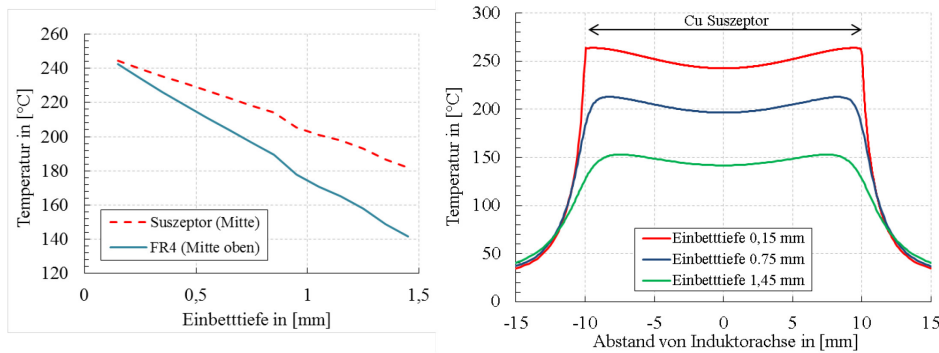 Temperatur in [°C]
260
240
220
200
180
160
140
120
0
0,5
1
1,5
Suszeptor (Mitte)
FR4 (Mitte oben)
Einbetttiefe in [mm]
Temperatur in [°C]
300
250
200
150
100
50
0
Cu Suszeptor
Einbetttiefe 0,15 mm
Einbetttiefe 0.75 mm
Einbetttiefe 1,45 mm
-15
-10
-5
0
5
10
15
Abstand von Induktorachse in [mm]